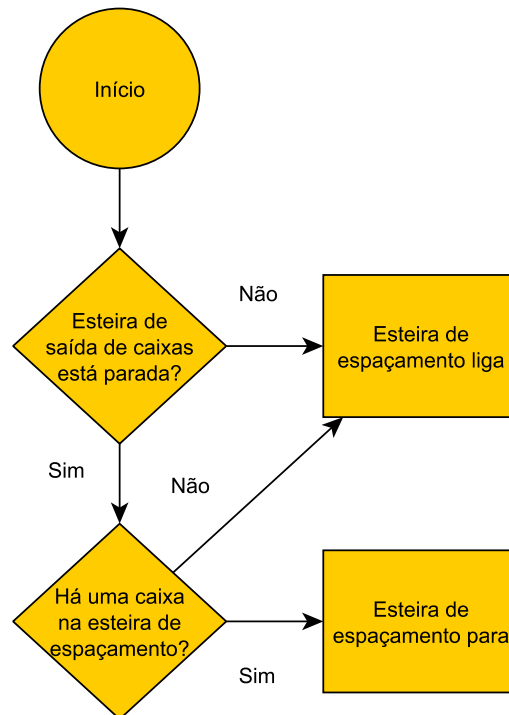 Início
Esteira de
saída de caixas
está parada?
Não
Esteira de
espaçamento liga
Sim
Não
Há uma caixa
na esteira de
espaçamento?
Sim
Esteira de
espaçamento para